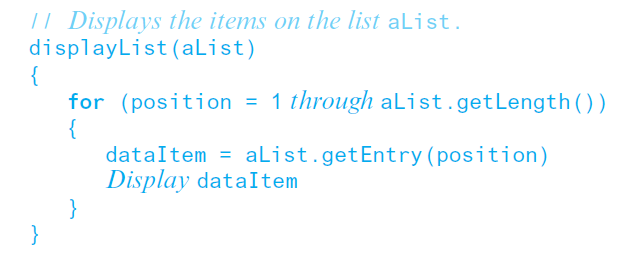 // Displays the items on the list aList.
displayList(aList)
{
for (position = 1 through aList.getLength())
{
dataItem = aList.getEntry(position)
Display dataItem
}
}